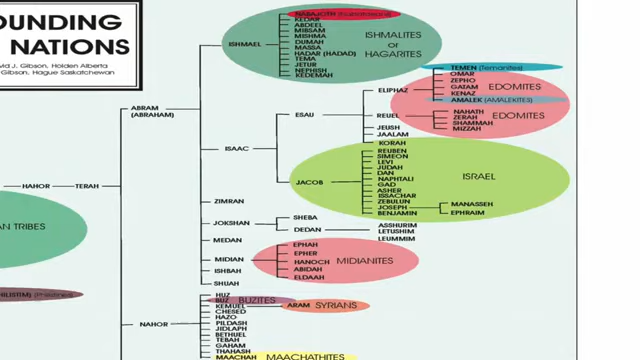 OUNDING
NATIONS
vid J. Gibson, Holden Alberta
Gibson, Hague Saskatchewan
HAHOR
TERAH
AN TRIBES
ABRAM
(ABRAHAM)
NAHOR
ISHMAEL
KEDAR
ABDEEL
MIBSAM
MISHMA
DUMAH
MASSA
HADAR (HADAD)
TEMA
JETUR
NEPHISH
KEDEMAH
ISHMALITES
or
HAGARITES
ISAAC
ESAU
ELIPHAZ
TEMEN (Temanites)
OMAR
ZEPHO
GATAM
KENAZ
AMALEK (AMALEKITES)
EDOMITES
REUEL
NAHATH
ZERAH
SHAMMAH
MIZZAH
EDOMITES
JEUSH
JAALAM
KORAH
JACOB
REUBEN
SIMEON
LEVI
JUDAH
DAN
NAPHTALI
GAD
ASHER
ISSACHAR
ZEBULUN
JOSEPH
BENJAMIN
MANASSEH
EPHRAIM
ISRAEL
ZIMRAN
JOKSHAN
SHEBA
DEDAN
ASSHURIM
LETUSHIM
LEUMMIM
MEDAN
MIDIAN
EPHAH
EPHER
HANOCH
ABIDAH
ELDAAH
MIDIANITES
ISHBAH
SHUAH
HUZ
BUZ
BUZITES
KEMUEL
ARAM
SYRIANS
CHESED
HAZO
PILDASH
JIDLAPH
BETHUEL
TEBAH
GAHAM
THAHASH
MAACHAH
MAACHATHITES